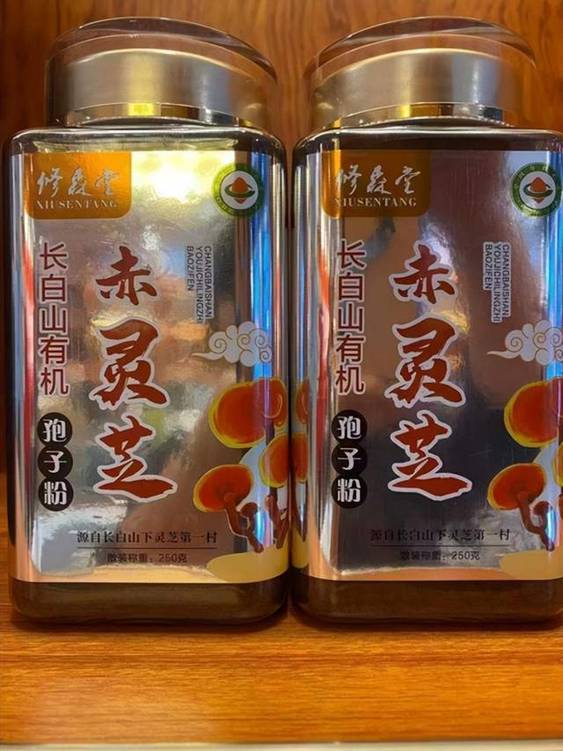 修森堂
XIUSENTANG
长白山有机
孢子粉
赤灵芝
CHANGBAISHAN
YOUJICHILINGZHI
BAOZIFEN
源自长白山下灵芝第一村
散装称重：250克
修森堂
XIUSENTANG
长白山有机
孢子粉
赤灵芝
CHANGBAISHAN
YOUJICHILINGZHI
BAOZIFEN
源自长白山下灵芝第一村
散装称重：250克